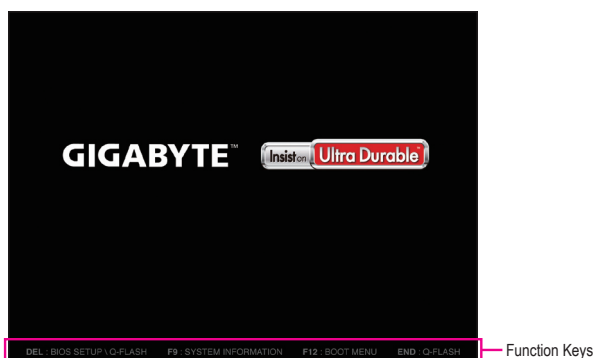 GIGABYTE™ Insist on Ultra Durable™
DEL : BIOS SETUP \ Q-FLASH F9 : SYSTEM INFORMATION F12 : BOOT MENU END : Q-FLASH
Function Keys